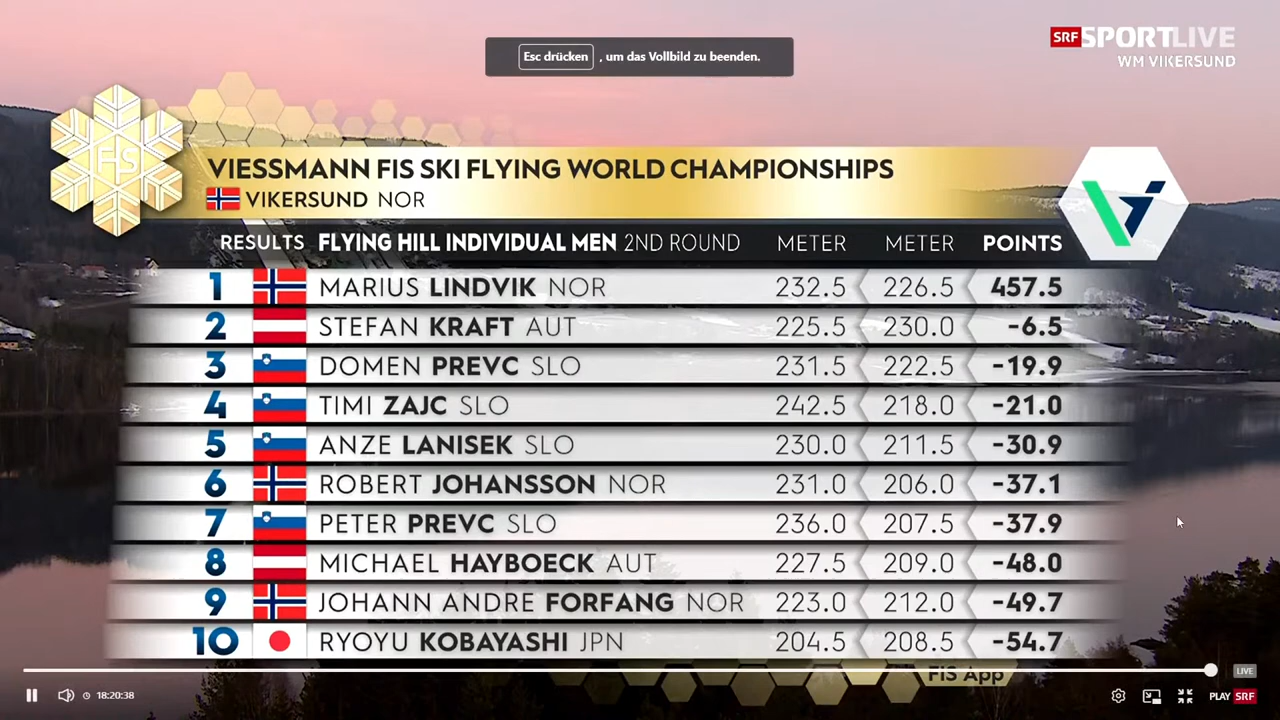 SRF SPORTLIVE
WM VIKERSUND
Esc drücken , um das Vollbild zu beenden.
FIS
VIESSMANN FIS SKI FLYING WORLD CHAMPIONSHIPS
VIKERSUND NOR
RESULTS FLYING HILL INDIVIDUAL MEN 2ND ROUND METER METER POINTS
1 MARIUS LINDVIK NOR 232.5 226.5 457.5
2 STEFAN KRAFT AUT 225.5 230.0 -6.5
3 DOMEN PREVC SLO 231.5 222.5 -19.9
4 TIMI ZAJC SLO 242.5 218.0 -21.0
5 ANZE LANISEK SLO 230.0 211.5 -30.9
6 ROBERT JOHANSSON NOR 231.0 206.0 -37.1
7 PETER PREVC SLO 236.0 207.5 -37.9
8 MICHAEL HAYBOECK AUT 227.5 209.0 -48.0
9 JOHANN ANDRE FORFANG NOR 223.0 212.0 -49.7
10 RYOYU KOBAYASHI JPN 204.5 208.5 -54.7
FIS App
LIVE
18:20:38
PLAY SRF